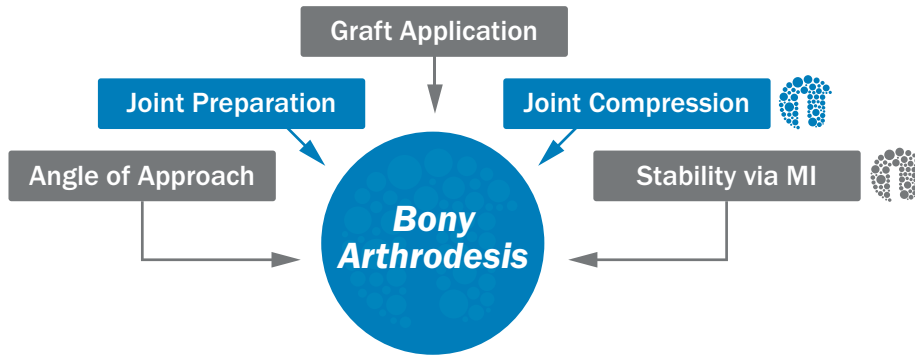 Graft Application
Joint Preparation
Joint Compression
Angle of Approach
Stability via MI
Bony
Arthrodesis